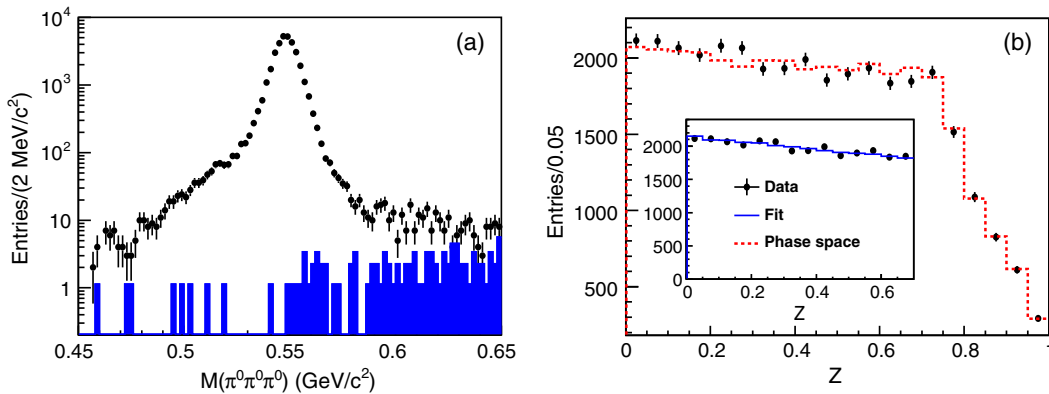 (a)
Entries/(2 MeV/c²)
10⁴
10³
10²
10
1
0.45
0.5
0.55
0.6
0.65
M(π⁰π⁰π⁰) (GeV/c²)
(b)
Entries/0.05
2000
1500
1000
500
0
0.2
0.4
0.6
0.8
1
Z
2000
1500
1000
500
0
0
0.2
0.4
0.6
Z
Data
Fit
Phase space